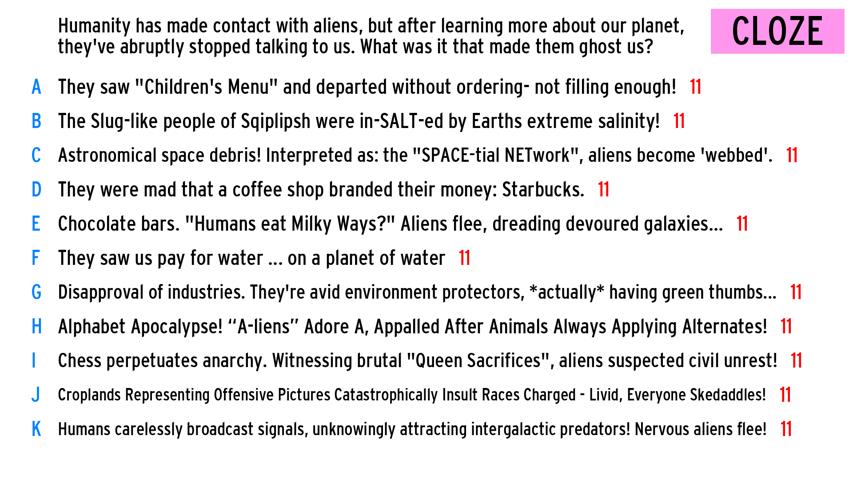 Humanity has made contact with aliens, but after learning more about our planet,
they've abruptly stopped talking to us. What was it that made them ghost us?
CLOZE
A They saw "Children's Menu" and departed without ordering- not filling enough! 11
B The Slug-like people of Sqiplipsh were in-SALT-ed by Earths extreme salinity! 11
C Astronomical space debris! Interpreted as: the "SPACE-tial NETwork", aliens become 'webbed'. 11
D They were mad that a coffee shop branded their money: Starbucks. 11
E Chocolate bars. "Humans eat Milky Ways?" Aliens flee, dreading devoured galaxies... 11
F They saw us pay for water ... on a planet of water 11
G Disapproval of industries. They're avid environment protectors, *actually* having green thumbs... 11
H Alphabet Apocalypse! “A-liens” Adore A, Appalled After Animals Always Applying Alternates! 11
I Chess perpetuates anarchy. Witnessing brutal "Queen Sacrifices", aliens suspected civil unrest! 11
J Croplands Representing Offensive Pictures Catastrophically Insult Races Charged - Livid, Everyone Skedaddles! 11
K Humans carelessly broadcast signals, unknowingly attracting intergalactic predators! Nervous aliens flee! 11